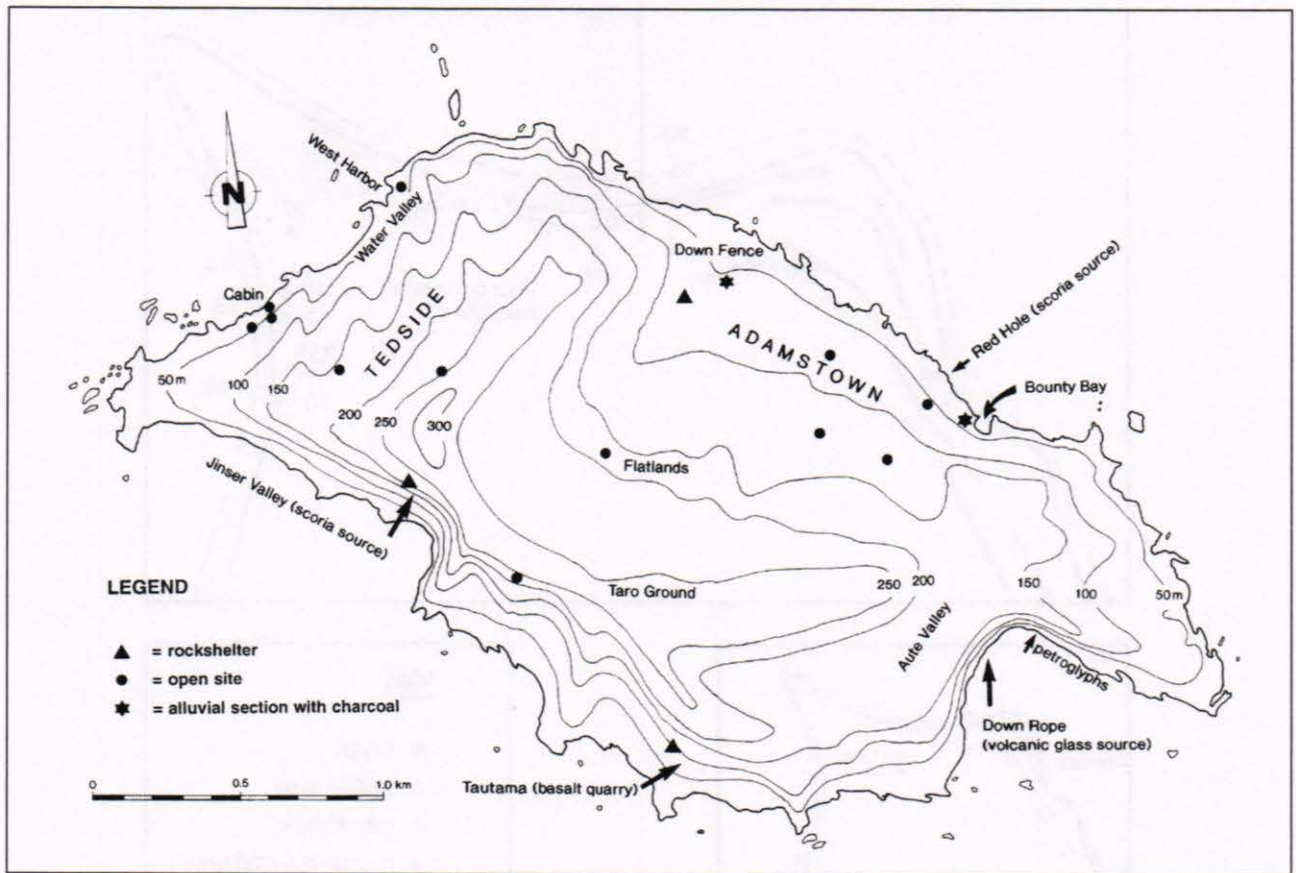 West Harbor
N
Water Valley
Down Fence
Red Hole (scoria source)
Cabin
TEDSIDE
ADAMSTOWN
50 m
100
150
Bounty Bay
200
250
300
Flatlands
Jinser Valley (scoria source)
LEGEND
Taro Ground
250
200
150
100
50 m
Aute Valley
petroglyphs
= rockshelter
= open site
= alluvial section with charcoal
Down Rope
(volcanic glass source)
0
0.5
1.0 km
Tautama (basalt quarry)